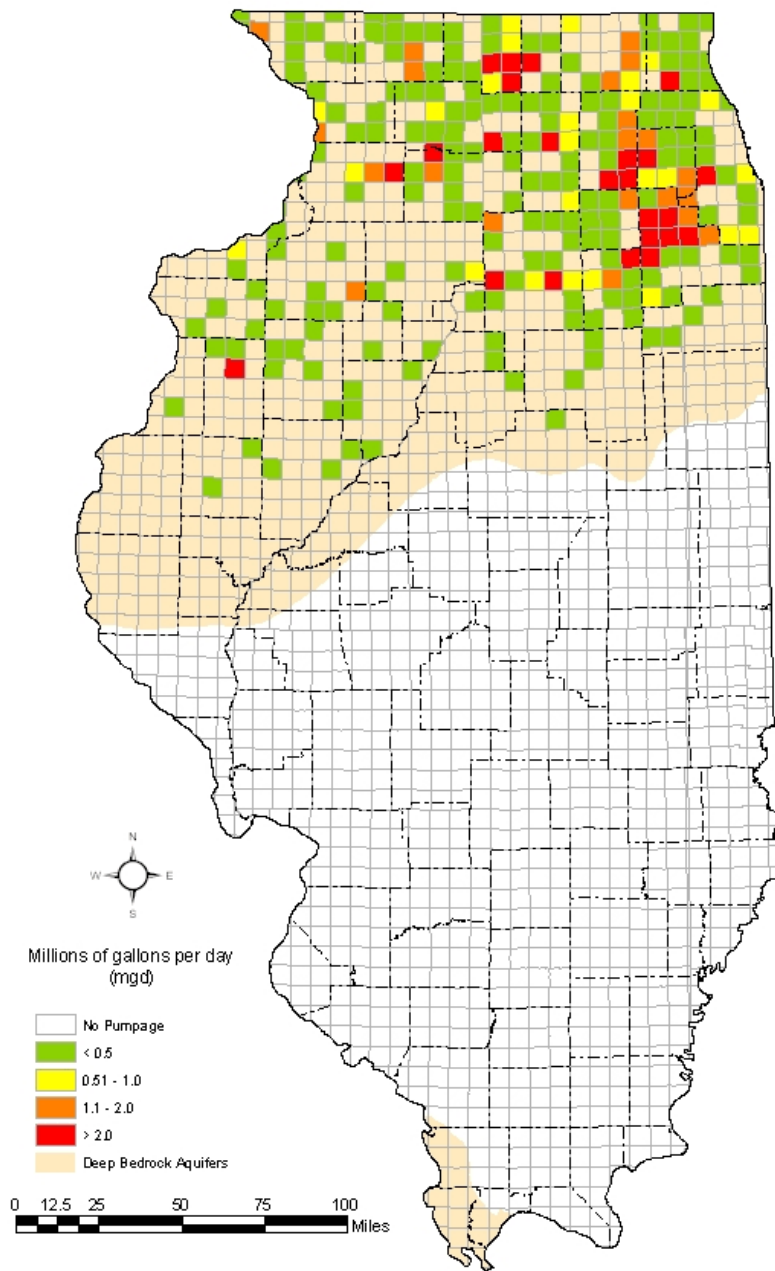 N
W E
S
Millions of gallons per day
(mgd)
No Pumpage
< 0.5
0.51 - 1.0
1.1 - 2.0
> 2.0
Deep Bedrock Aquifers
0 12.5 25 50 75 100
Miles